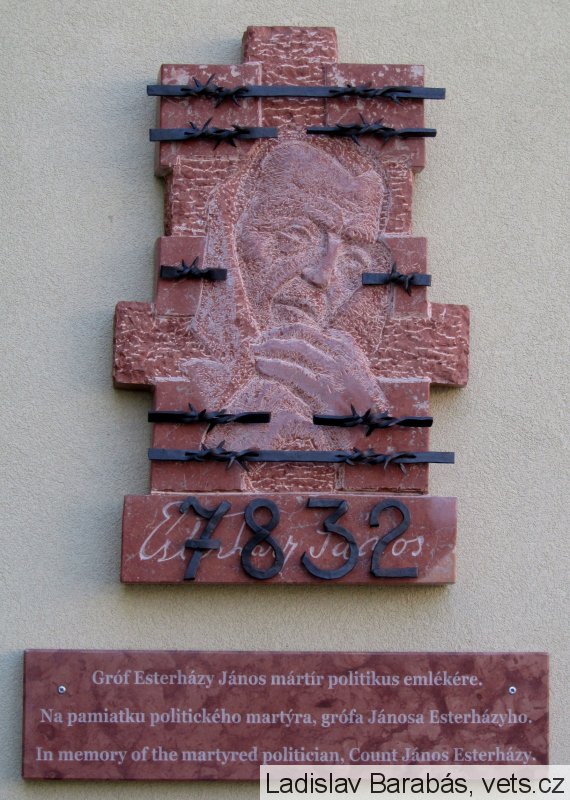 Esterházy János
7832
Gróf Esterházy János mártír politikus emlékére.
Na pamiatku politického martýra, grófa Jánosa Esterházyho.
In memory of the martyred politician, Count János Esterházy.
Ladislav Barabás, vets.cz